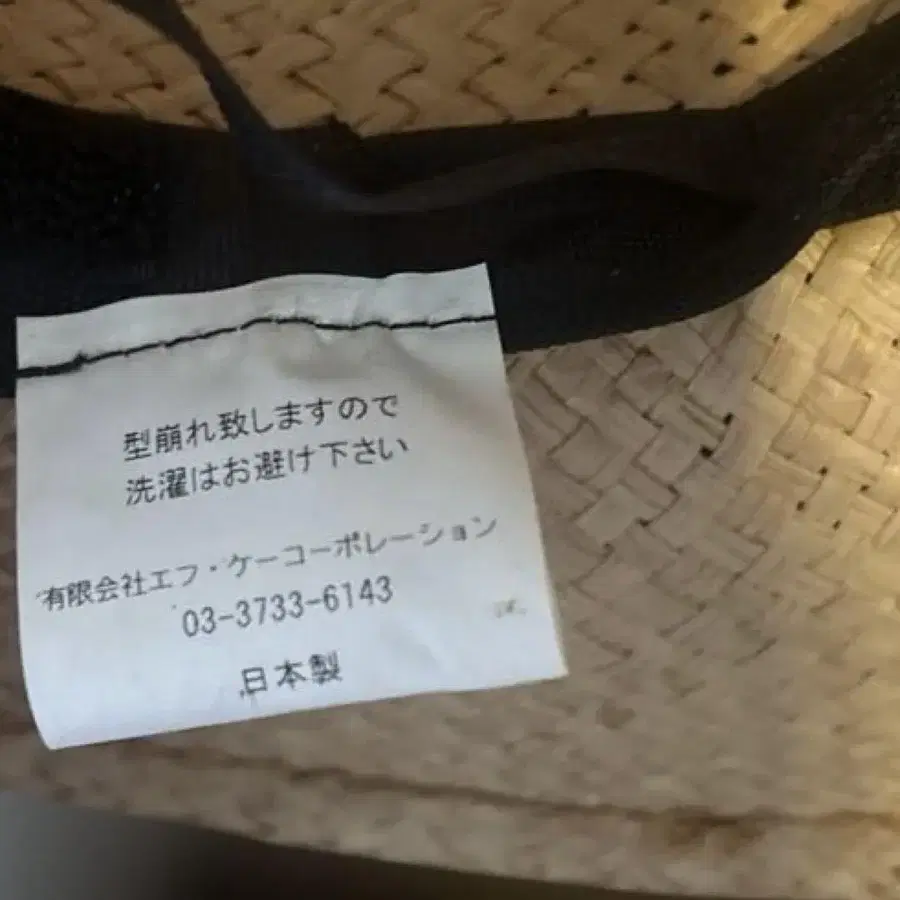 型崩れ致しますので
洗濯はお避け下さい
有限会社エフ・ケーコーポレーション
03-3733-6143
日本製